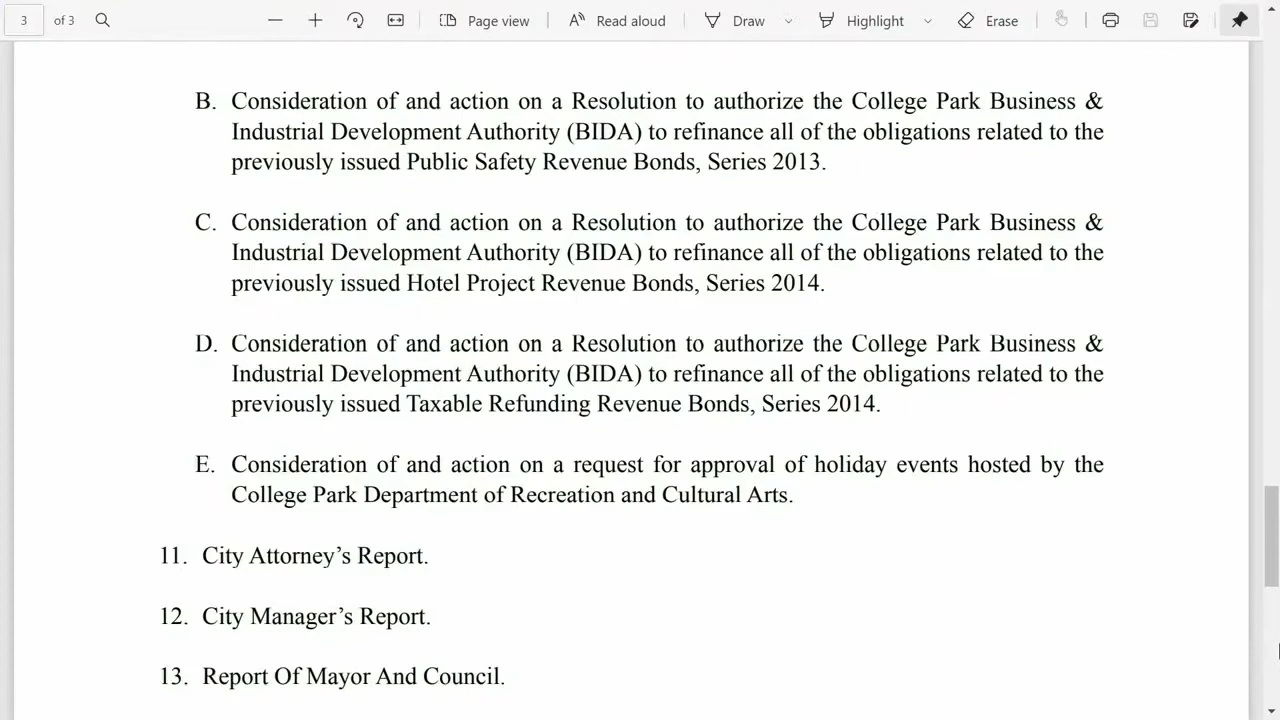 3 of 3 Page view Read aloud Draw Highlight Erase
B. Consideration of and action on a Resolution to authorize the College Park Business &
Industrial Development Authority (BIDA) to refinance all of the obligations related to the
previously issued Public Safety Revenue Bonds, Series 2013.
C. Consideration of and action on a Resolution to authorize the College Park Business &
Industrial Development Authority (BIDA) to refinance all of the obligations related to the
previously issued Hotel Project Revenue Bonds, Series 2014.
D. Consideration of and action on a Resolution to authorize the College Park Business &
Industrial Development Authority (BIDA) to refinance all of the obligations related to the
previously issued Taxable Refunding Revenue Bonds, Series 2014.
E. Consideration of and action on a request for approval of holiday events hosted by the
College Park Department of Recreation and Cultural Arts.
11. City Attorney’s Report.
12. City Manager’s Report.
13. Report Of Mayor And Council.